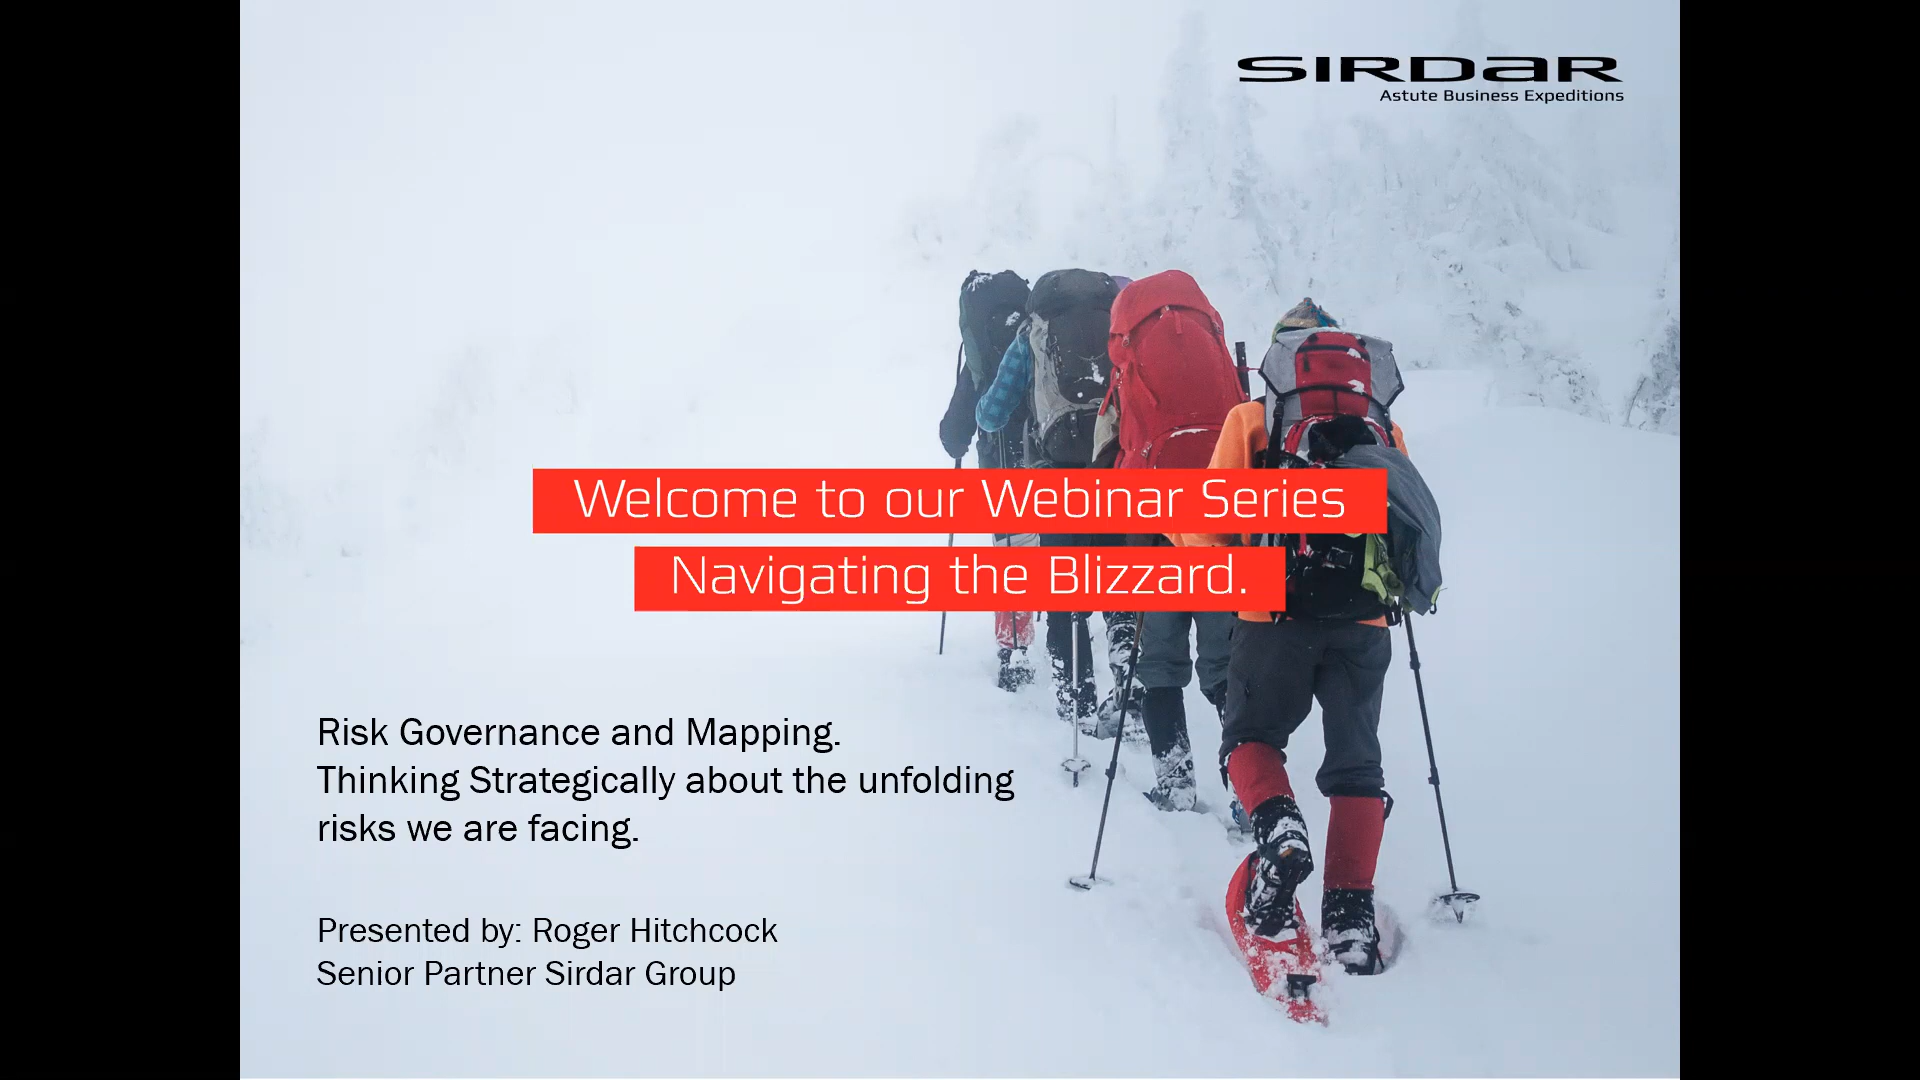 SIRDAR
Astute Business Expeditions
Welcome to our Webinar Series
Navigating the Blizzard.
Risk Governance and Mapping.
Thinking Strategically about the unfolding
risks we are facing.
Presented by: Roger Hitchcock
Senior Partner Sirdar Group